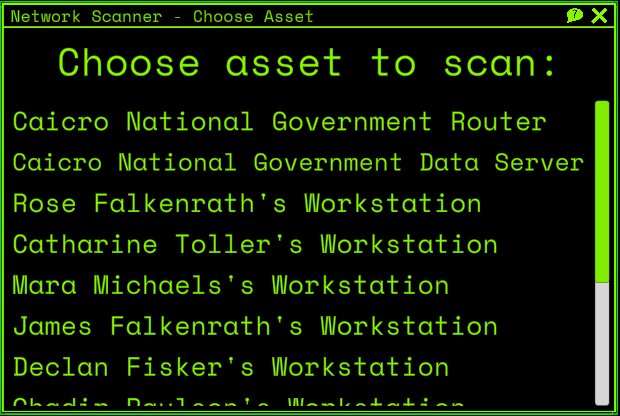 Network Scanner - Choose Asset
Choose asset to scan:
Caicro National Government Router
Caicro National Government Data Server
Rose Falkenrath's Workstation
Catharine Toller's Workstation
Mara Michaels's Workstation
James Falkenrath's Workstation
Declan Fisker's Workstation
Workstation